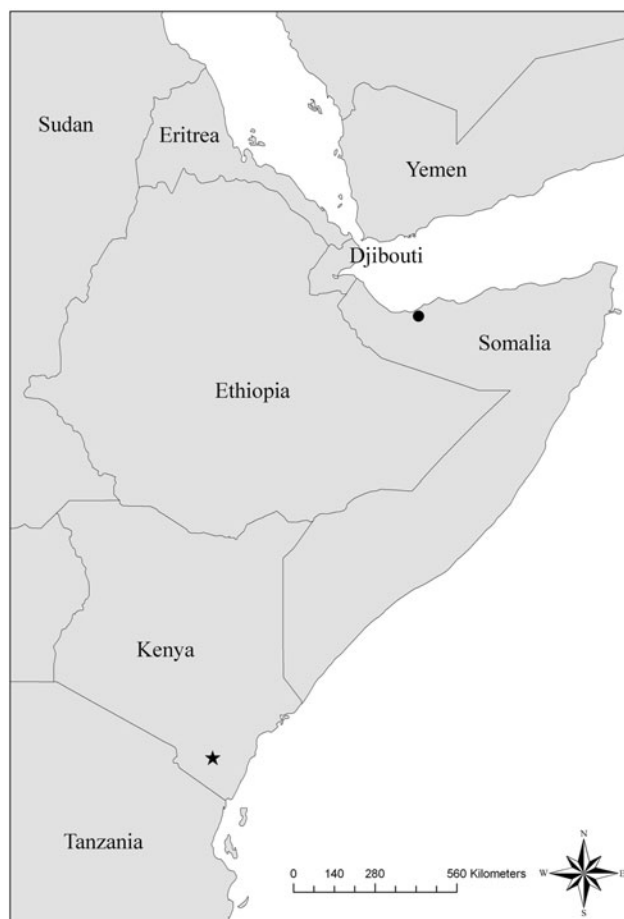 Sudan
Eritrea
Yemen
Djibouti
Somalia
Ethiopia
Kenya
Tanzania
N
W E
S
0 140 280 560 Kilometers